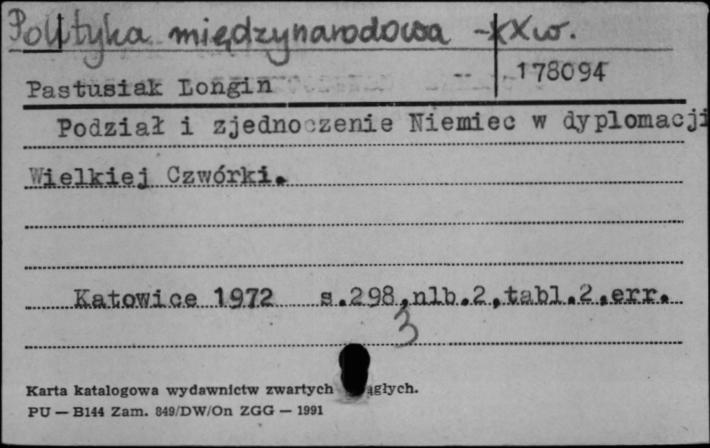 Polityka międzynarodowa - XX w.
178094
Pastusiak Longin
Podział i zjednoczenie Niemiec w dyplomacji
Wielkiej Czwórki.
Katowice 1972 s.298,nlb.2,tabl.2,err.
3
Karta katalogowa wydawnictw zwartych
PU — B144 Zam. 849/DW/On ZGG — 1991